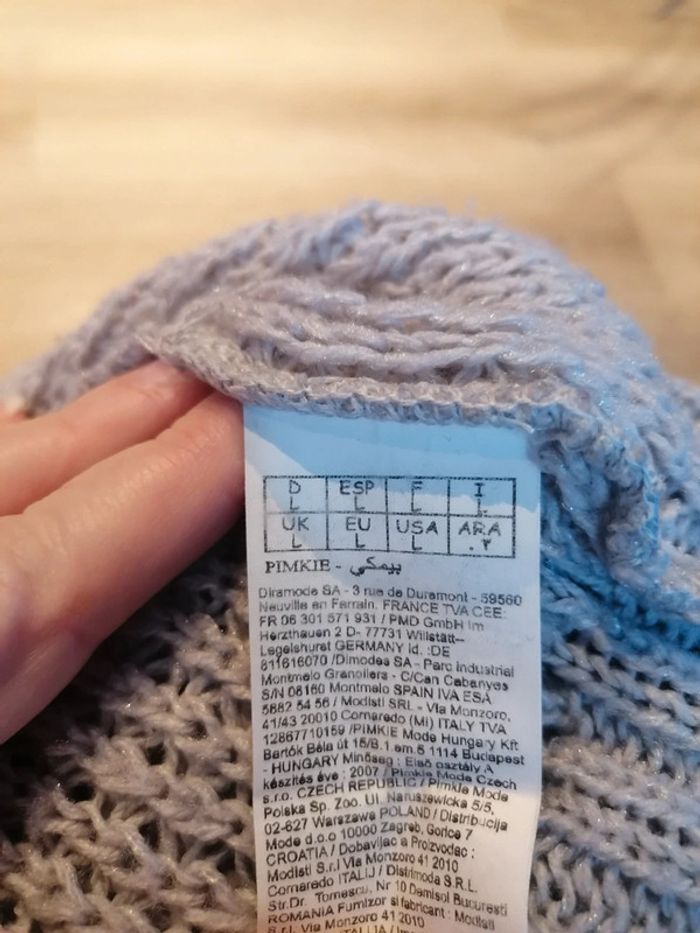 D ESP F I
L L L L
UK EU USA ARA
L L L .٣
PIMKIE - بيمكي
Diramode SA - 3 rue de Duremont - 59560
Neuville en Ferrain. FRANCE TVA CEE:
FR 06 301 571 931 / PMD GmbH Im
Herzthauen 2 D- 77731 Willstätt--
Legelshurst GERMANY Id. :DE
811616070 /Dimodes SA - Parc Industrial
Montmelo Granollers - C/Can Cabanyes
S/N 08160 Montmelo SPAIN IVA ESA
5882 54 56 / Modisti SRL - Via Monzoro,
41/43 20010 Cornaredo (MI) ITALY TVA
12867710159 /PIMKIE Mode Hungary Kft
Bartók Béla út 15/B.1.em.5 1114 Budapest
- HUNGARY Minőseg : Első osztály A
készítés éve : 2007 / Pimkie Mode Czech
s.r.o. CZECH REPUBLIC / Pimkie Mode
Polska Sp. Zoo. Ul. Naruszewicka 5/5,
02-627 Warszawa POLAND / Distribucija
Mode d.o.o 10000 Zagreb, Gorice 7
CROATIA / Dobavljac a Proizvodac :
Modisti S.r.l Via Monzoro 41 2010
Cornaredo ITALIJ / Distrimoda S.R.L.
Str.Dr. Tomescu, Nr 10 Demisol Bucuresti
ROMANIA Furnizor si fabricant : Modisti
S.r.l. Via Monzoro 41 2010